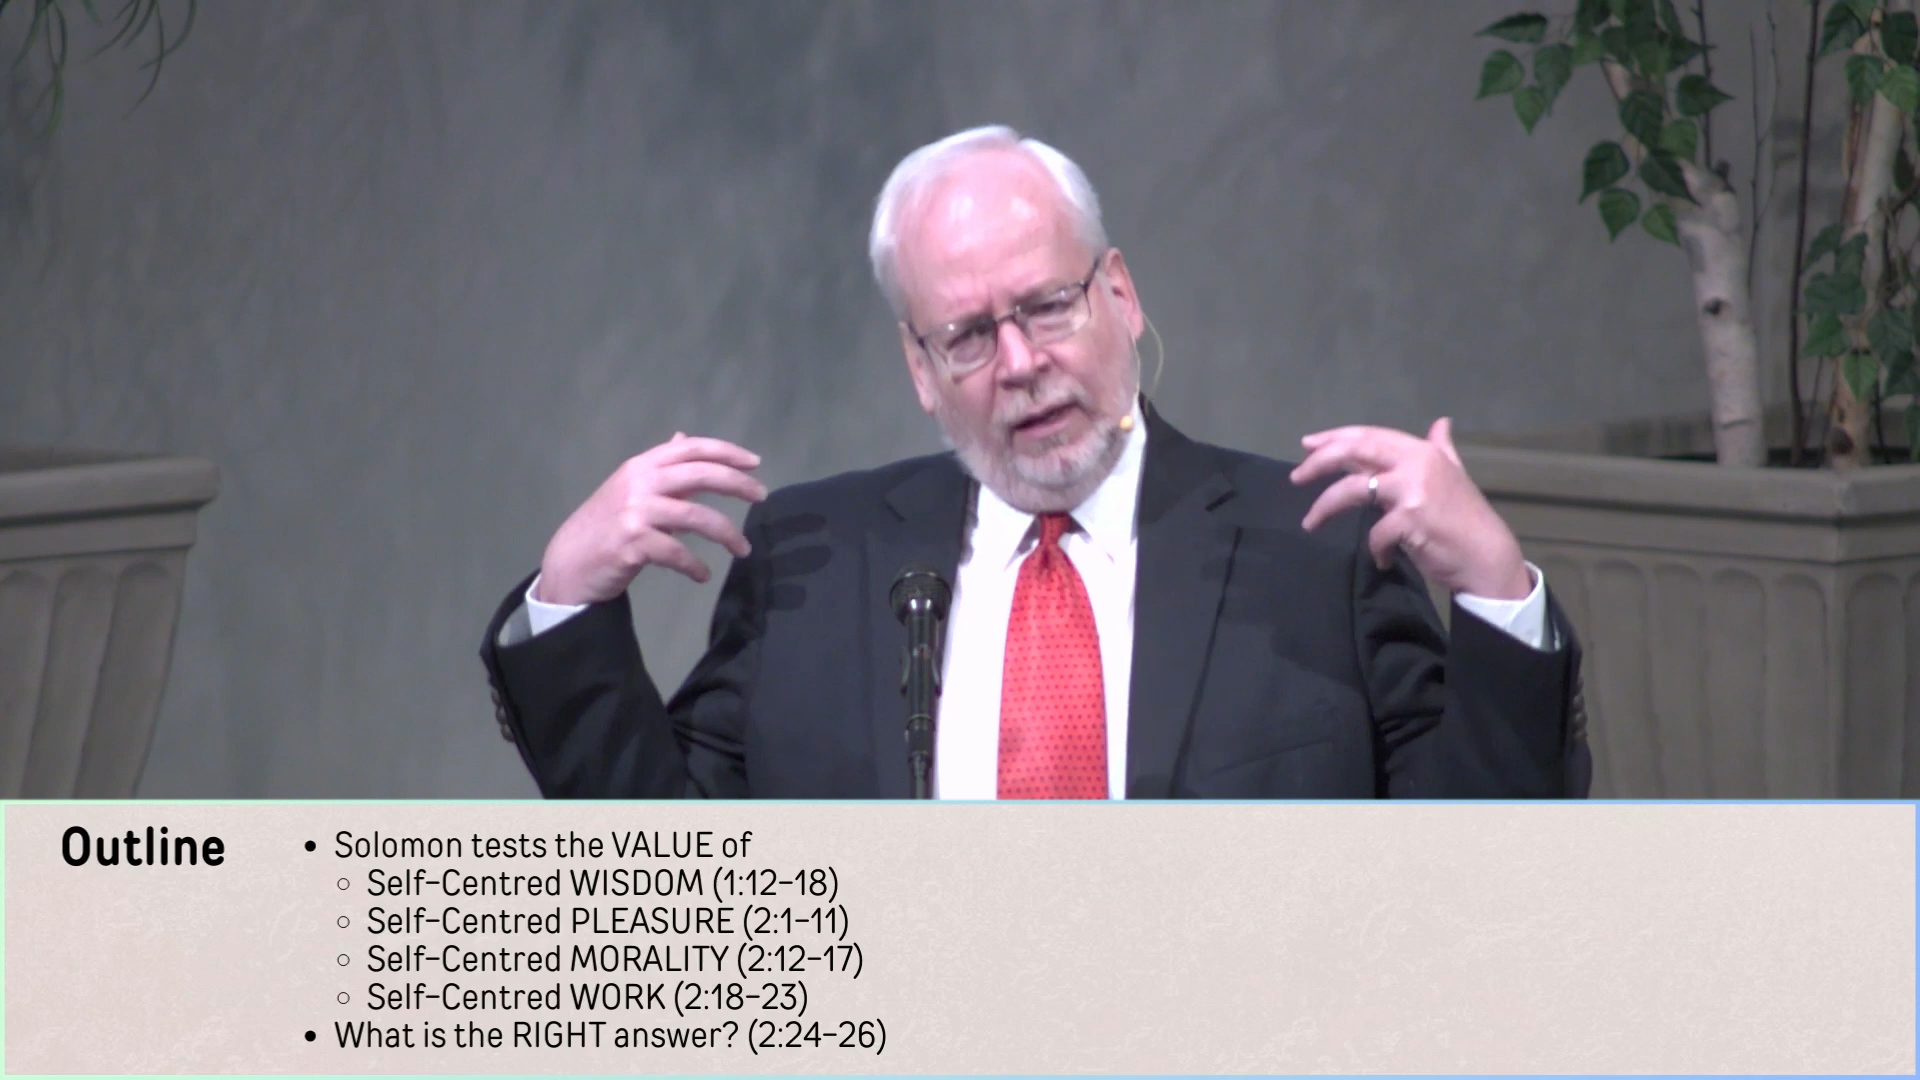 Outline
• Solomon tests the VALUE of
○ Self-Centred WISDOM (1:12-18)
○ Self-Centred PLEASURE (2:1-11)
○ Self-Centred MORALITY (2:12-17)
○ Self-Centred WORK (2:18-23)
• What is the RIGHT answer? (2:24-26)